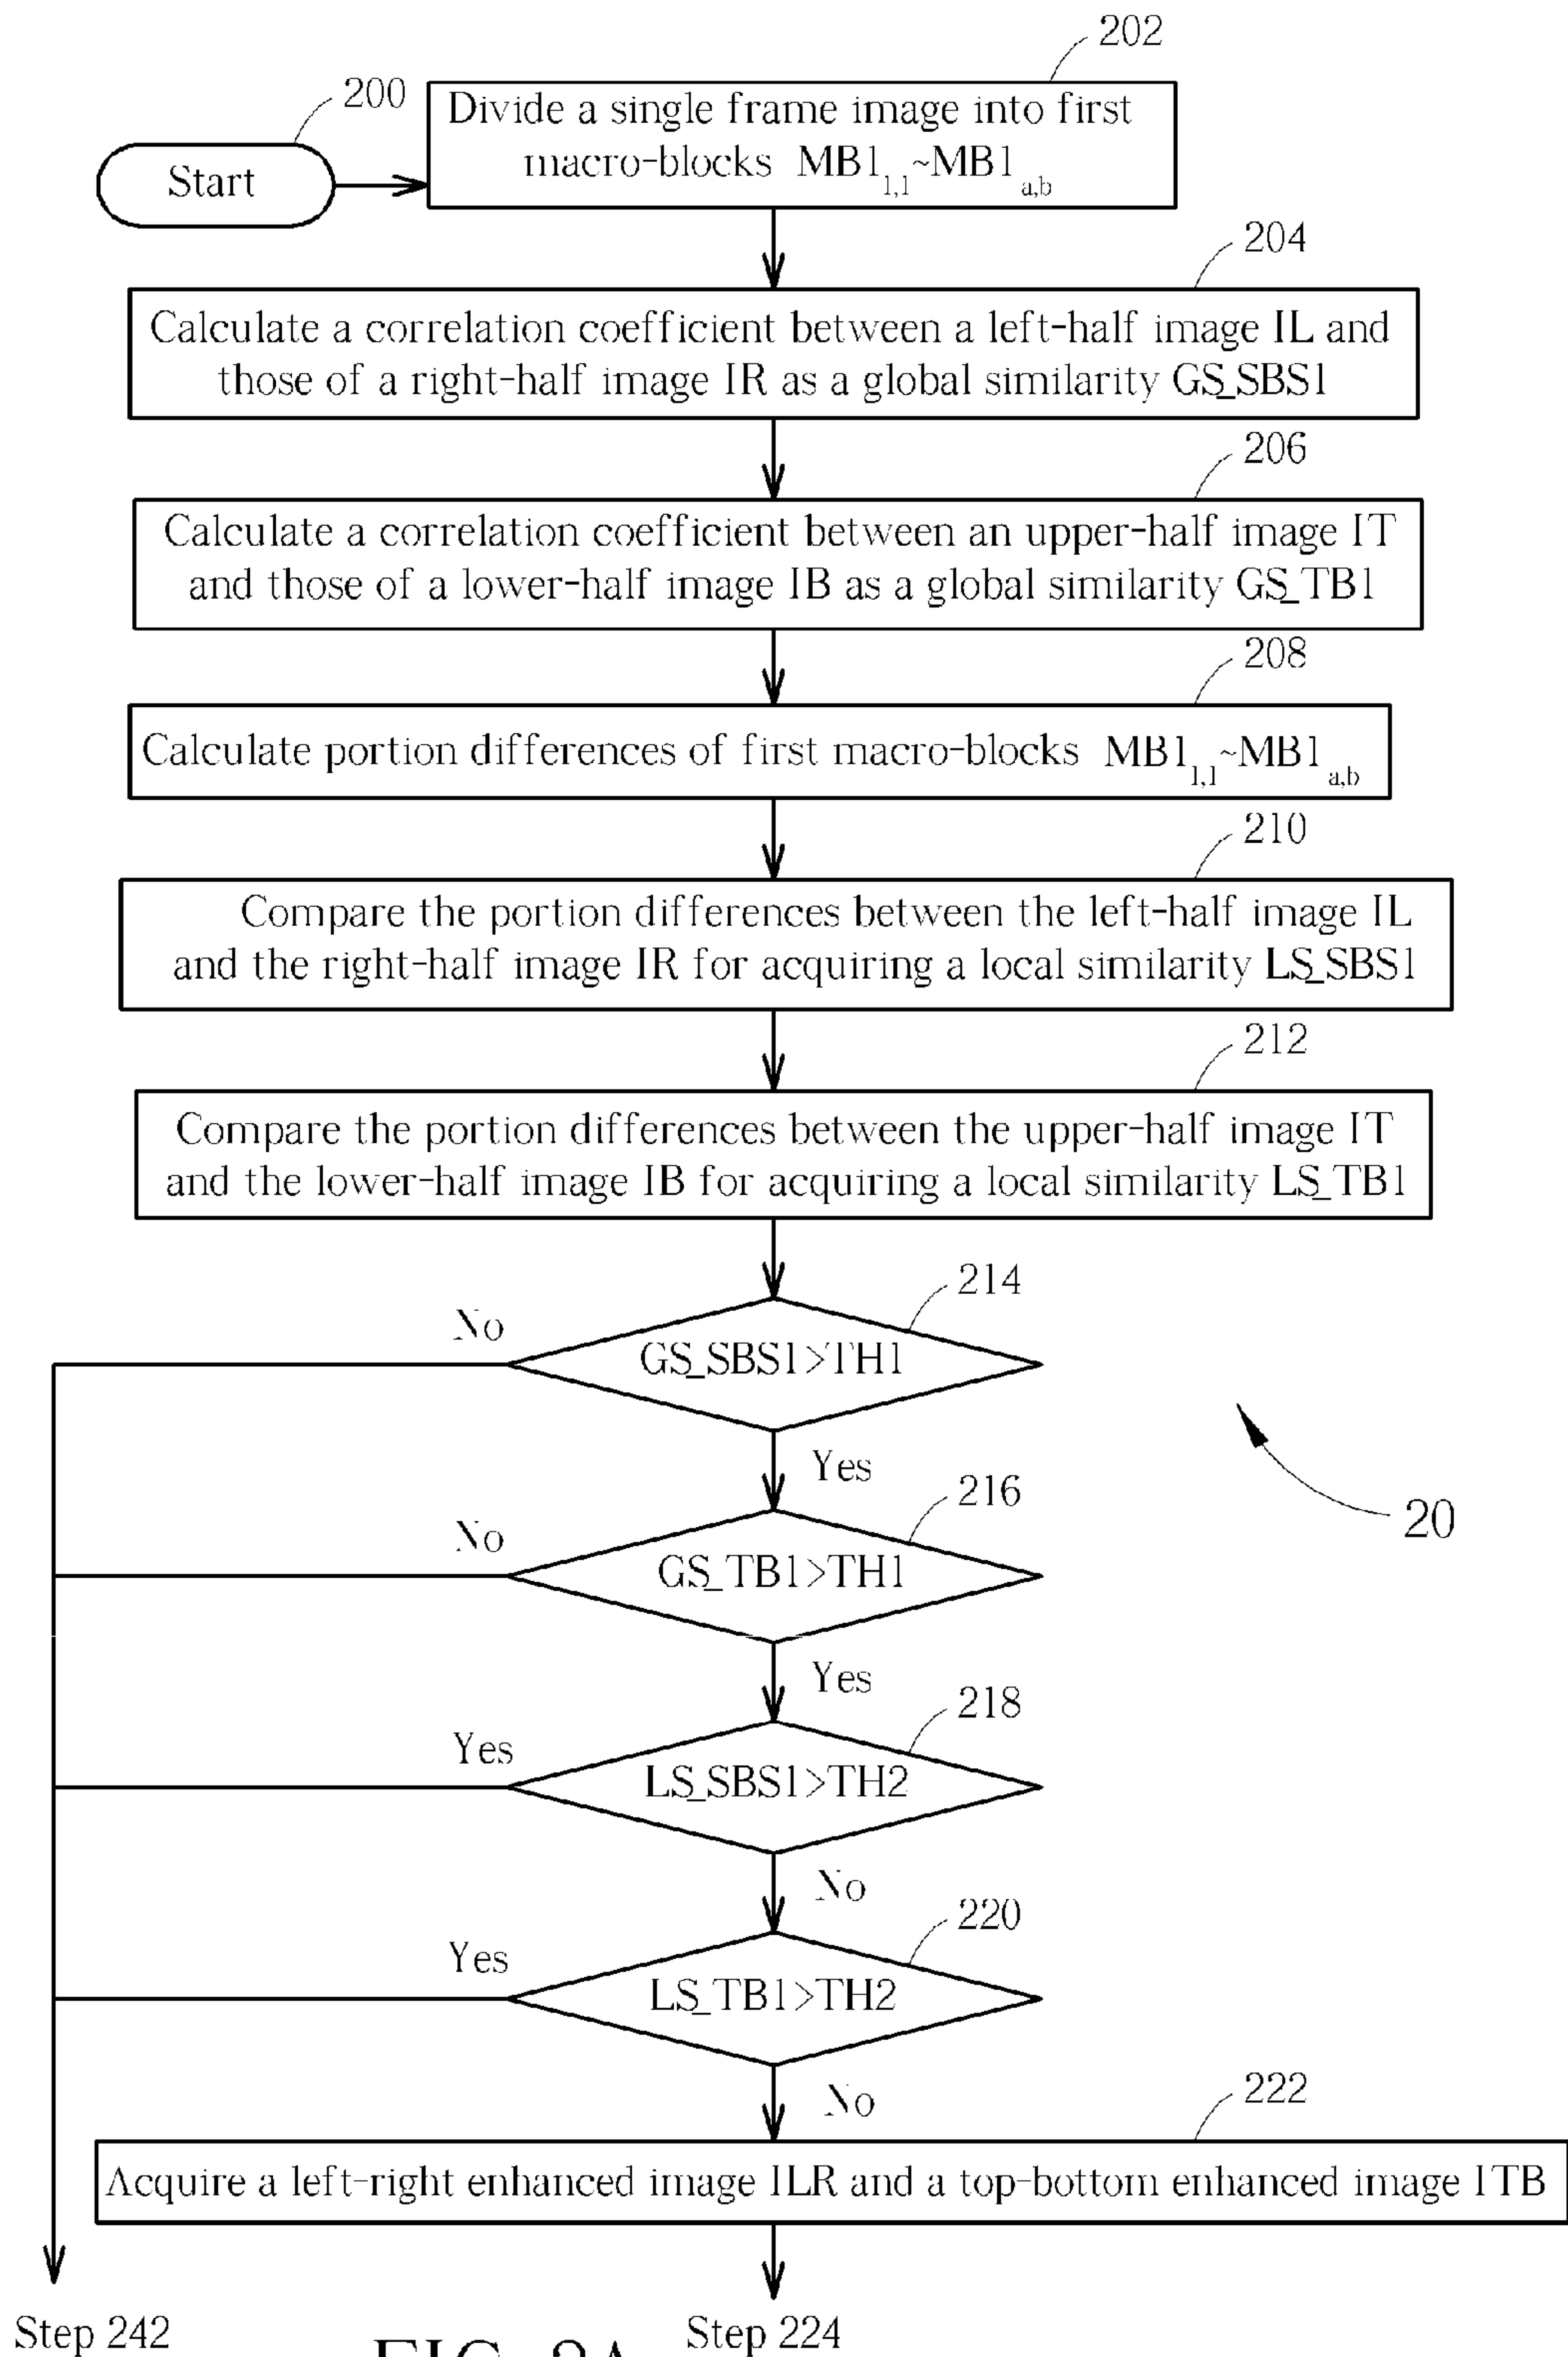 202
200
Divide a single frame image into first
macro-blocks MB11,1~MB1a,b
Start
204
Calculate a correlation coefficient between a left-half image IL and
those of a right-half image IR as a global similarity GS_SBS1
206
Calculate a correlation coefficient between an upper-half image IT
and those of a lower-half image IB as a global similarity GS_TB1
208
Calculate portion differences of first macro-blocks MB11,1~MB1a,b
210
Compare the portion differences between the left-half image IL
and the right-half image IR for acquiring a local similarity LS_SBS1
212
Compare the portion differences between the upper-half image IT
and the lower-half image IB for acquiring a local similarity LS_TB1
214
No
GS_SBS1>TH1
Yes
216
No
GS_TB1>TH1
20
Yes
218
Yes
LS_SBS1>TH2
No
220
Yes
LS_TB1>TH2
No
222
Acquire a left-right enhanced image ILR and a top-bottom enhanced image ITB
Step 242
Step 224